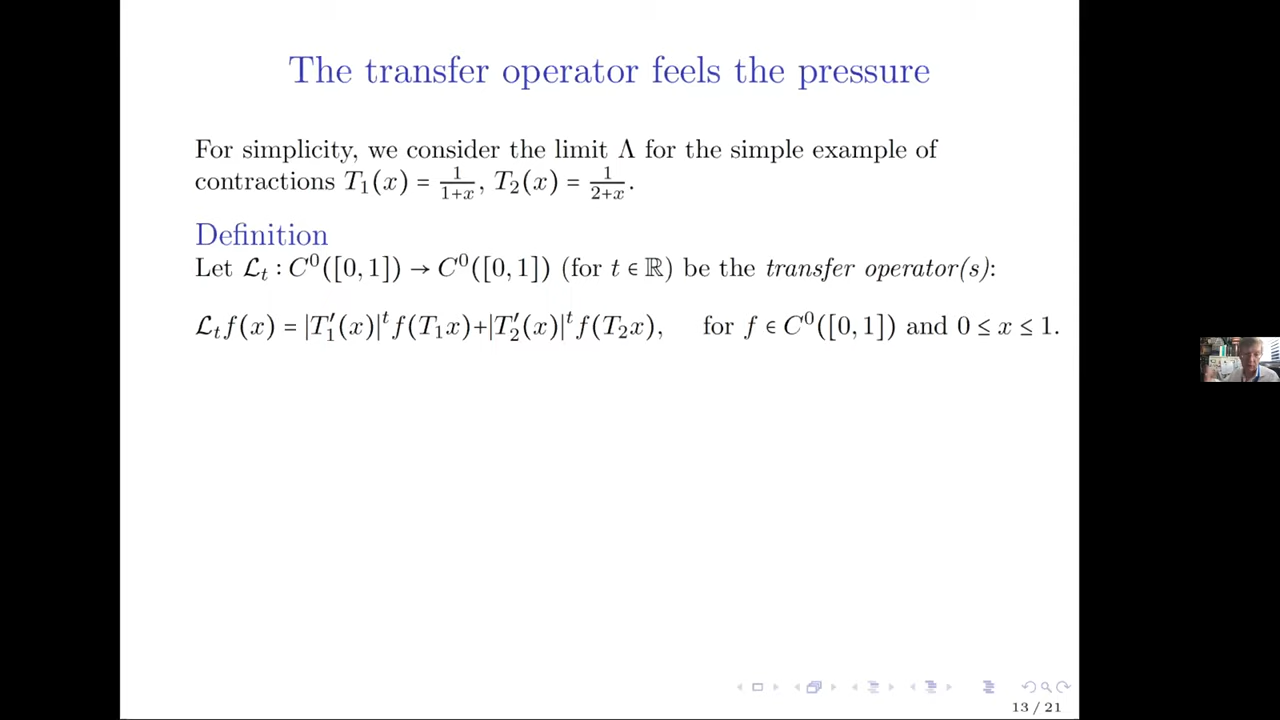 The transfer operator feels the pressure
For simplicity, we consider the limit Λ for the simple example of
contractions T₁(x) = 1/(1+x), T₂(x) = 1/(2+x).
Definition
Let ℒₜ : C⁰([0, 1]) → C⁰([0, 1]) (for t ∈ ℝ) be the transfer operator(s):
ℒₜf(x) = |T₁′(x)|ᵗf(T₁x)+|T₂′(x)|ᵗf(T₂x), for f ∈ C⁰([0, 1]) and 0 ≤ x ≤ 1.
13 / 21